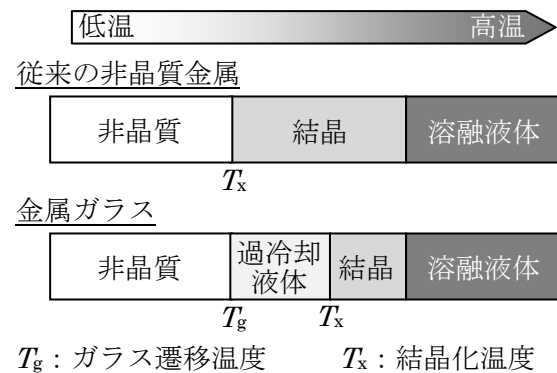 低温 高温
従来の非晶質金属
非晶質 結晶 溶融液体
Tx
金属ガラス
非晶質 過冷却液体 結晶 溶融液体
Tg Tx
Tg：ガラス遷移温度 Tx：結晶化温度